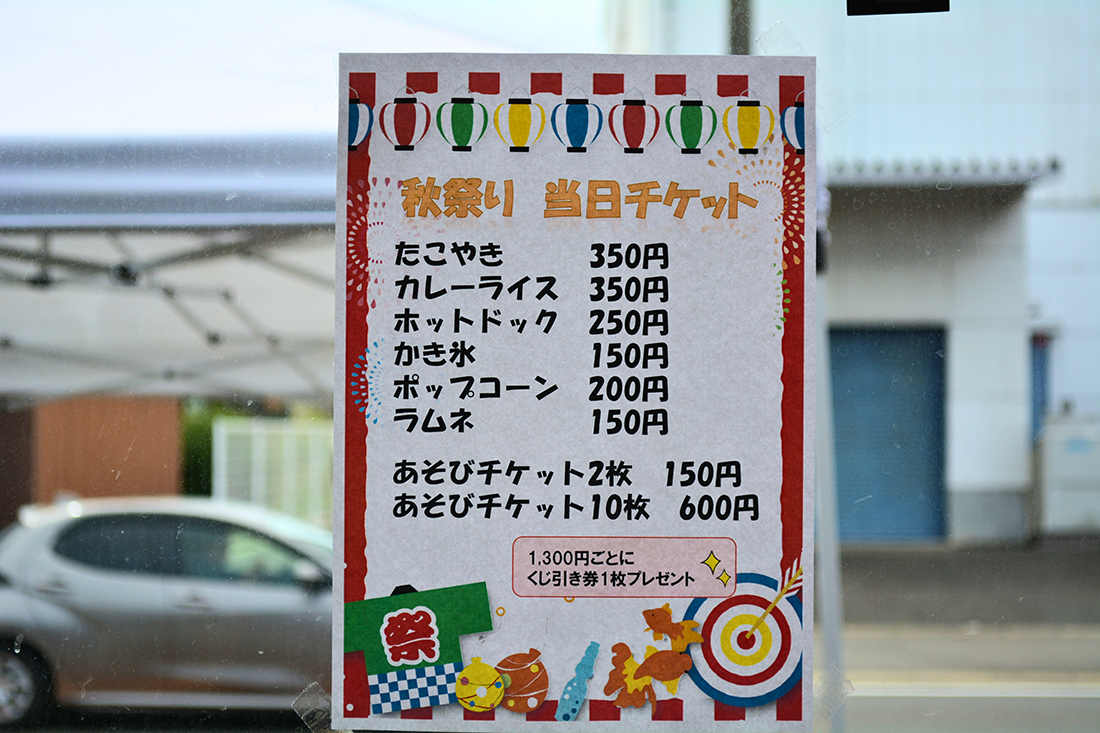 秋祭り 当日チケット
たこやき 350円
カレーライス 350円
ホットドック 250円
かき氷 150円
ポップコーン 200円
ラムネ 150円
あそびチケット2枚 150円
あそびチケット10枚 600円
1,300円ごとに
くじ引き券1枚プレゼント
祭